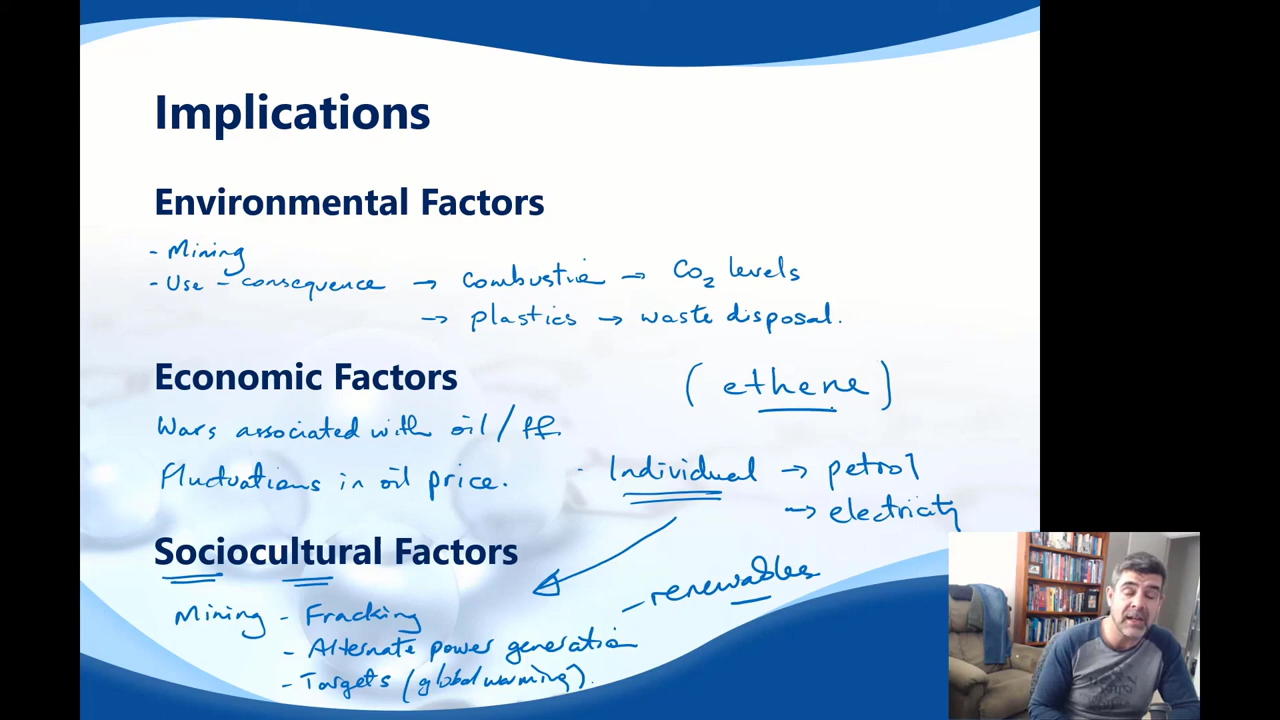 Implications
Environmental Factors
- Mining
- Use - consequence → combustion → CO2 levels
→ plastics → waste disposal.
Economic Factors
(ethene)
Wars associated with oil / ff.
Fluctuations in oil price.
Individual → petrol
→ electricity
Sociocultural Factors
- renewables
Mining - Fracking
- Alternate power generation
- Targets (global warming).